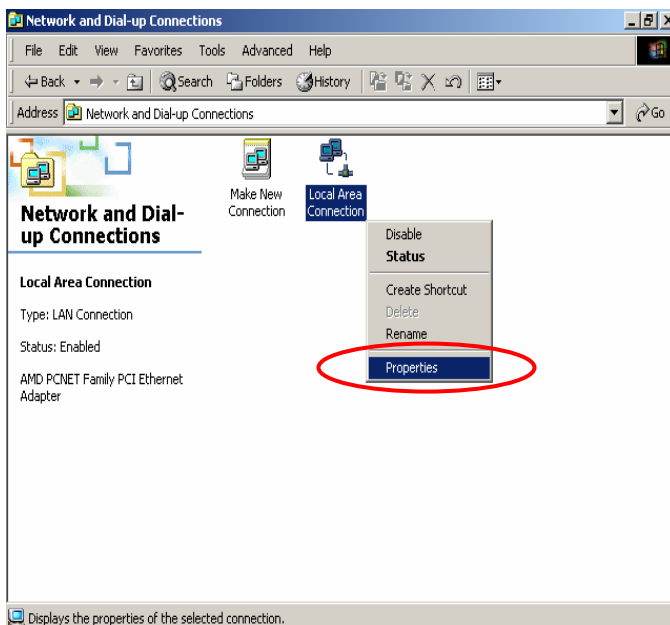 Network and Dial-up Connections
File Edit View Favorites Tools Advanced Help
Back Search Folders History
Address Network and Dial-up Connections Go
Make New Connection
Local Area Connection
Network and Dial-
up Connections
Local Area Connection
Type: LAN Connection
Status: Enabled
AMD PCNET Family PCI Ethernet
Adapter
Disable
Status
Create Shortcut
Delete
Rename
Properties
Displays the properties of the selected connection.